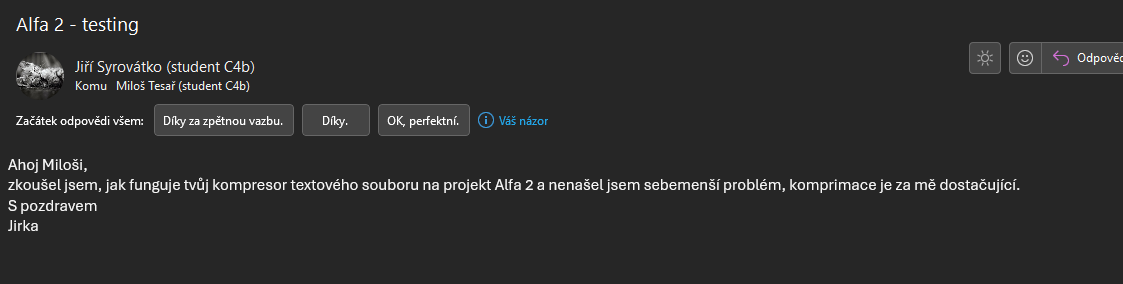 Alfa 2 - testing
Jiří Syrovátko (student C4b)
Komu Miloš Tesař (student C4b)
Začátek odpovědi všem: Díky za zpětnou vazbu. Díky. OK, perfektní. Váš názor
Odpověd
Ahoj Miloši,
zkoušel jsem, jak funguje tvůj kompresor textového souboru na projekt Alfa 2 a nenašel jsem sebemenší problém, komprimace je za mě dostačující.
S pozdravem
Jirka